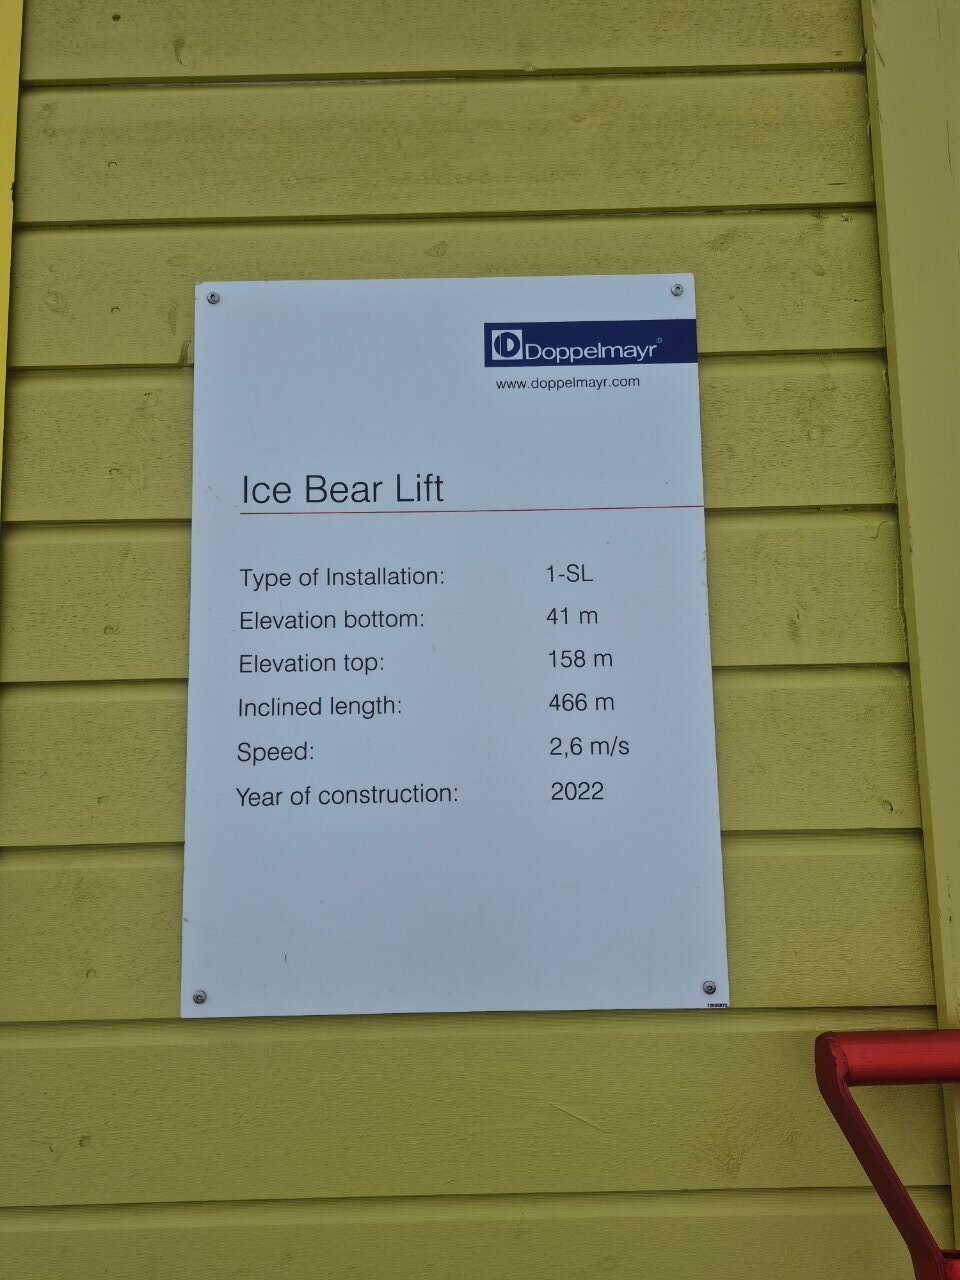 Doppelmayr®
www.doppelmayr.com
Ice Bear Lift
Type of Installation: 1-SL
Elevation bottom: 41 m
Elevation top: 158 m
Inclined length: 466 m
Speed: 2,6 m/s
Year of construction: 2022